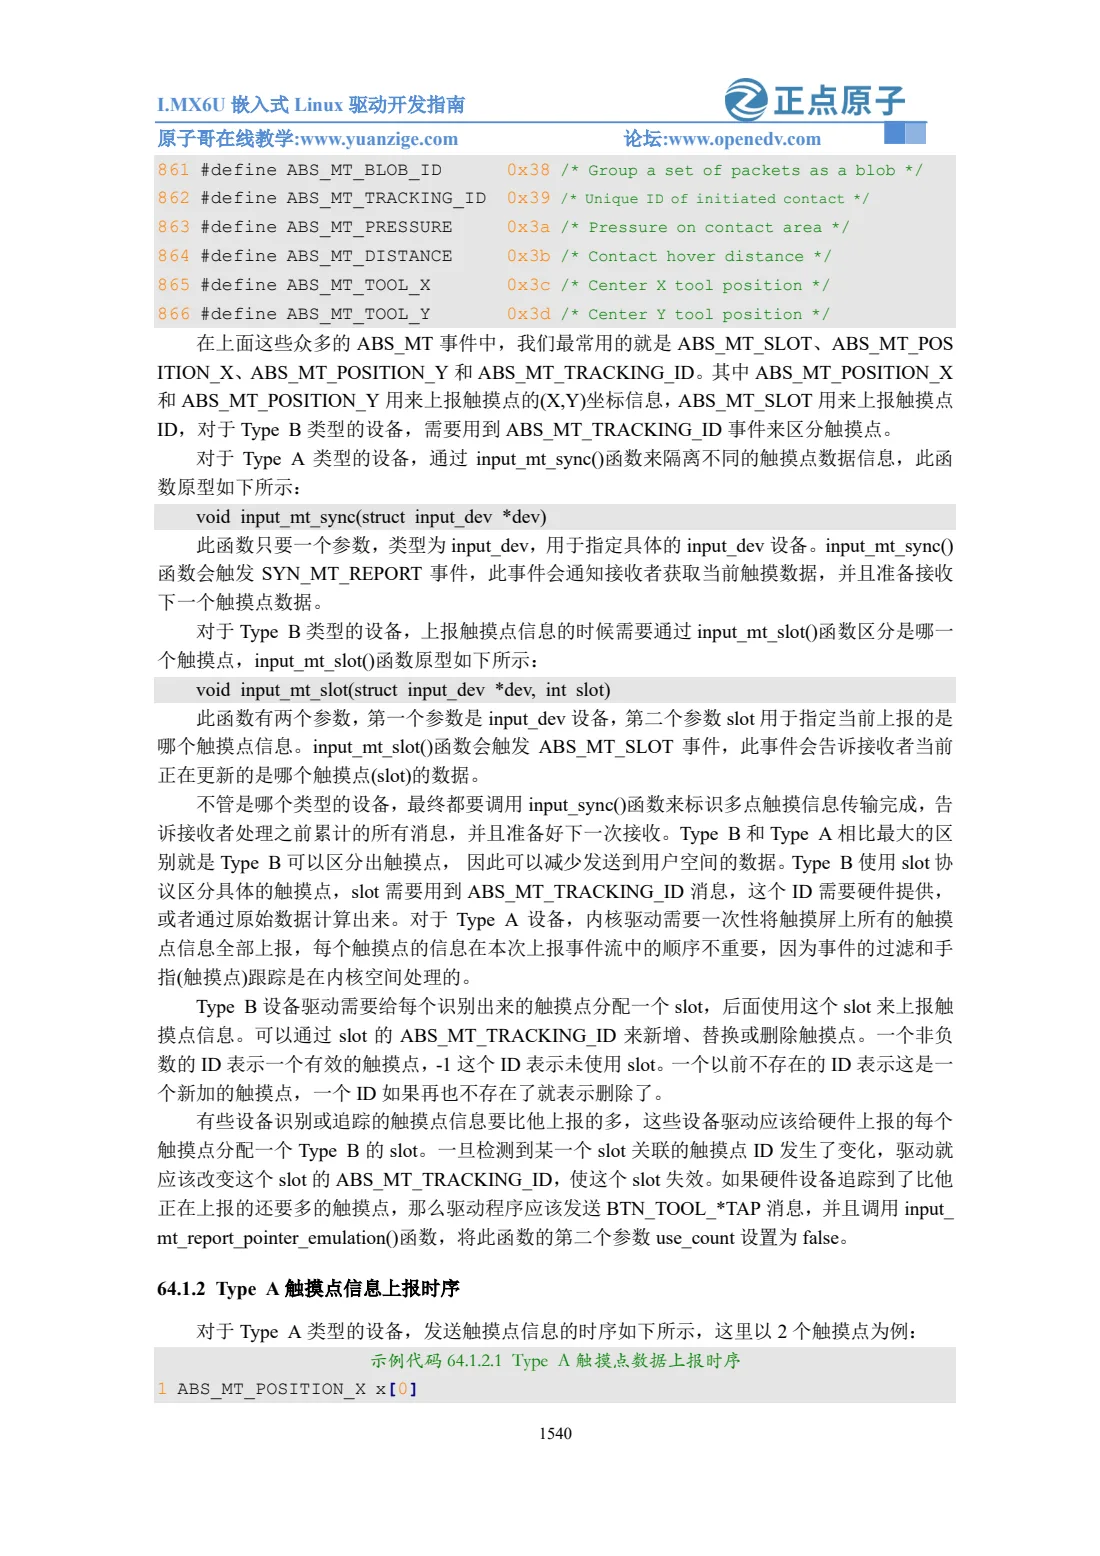 I.MX6U 嵌入式 Linux 驱动开发指南
正点原子
原子哥在线教学:www.yuanzige.com 论坛:www.openedv.com
861 #define ABS_MT_BLOB_ID 0x38 /* Group a set of packets as a blob */
862 #define ABS_MT_TRACKING_ID 0x39 /* Unique ID of initiated contact */
863 #define ABS_MT_PRESSURE 0x3a /* Pressure on contact area */
864 #define ABS_MT_DISTANCE 0x3b /* Contact hover distance */
865 #define ABS_MT_TOOL_X 0x3c /* Center X tool position */
866 #define ABS_MT_TOOL_Y 0x3d /* Center Y tool position */
在上面这些众多的 ABS_MT 事件中，我们最常用的就是 ABS_MT_SLOT、ABS_MT_POS
ITION_X、ABS_MT_POSITION_Y 和 ABS_MT_TRACKING_ID。其中 ABS_MT_POSITION_X
和 ABS_MT_POSITION_Y 用来上报触摸点的(X,Y)坐标信息，ABS_MT_SLOT 用来上报触摸点
ID，对于 Type B 类型的设备，需要用到 ABS_MT_TRACKING_ID 事件来区分触摸点。
对于 Type A 类型的设备，通过 input_mt_sync()函数来隔离不同的触摸点数据信息，此函
数原型如下所示：
void input_mt_sync(struct input_dev *dev)
此函数只要一个参数，类型为 input_dev，用于指定具体的 input_dev 设备。input_mt_sync()
函数会触发 SYN_MT_REPORT 事件，此事件会通知接收者获取当前触摸数据，并且准备接收
下一个触摸点数据。
对于 Type B 类型的设备，上报触摸点信息的时候需要通过 input_mt_slot()函数区分是哪一
个触摸点，input_mt_slot()函数原型如下所示：
void input_mt_slot(struct input_dev *dev, int slot)
此函数有两个参数，第一个参数是 input_dev 设备，第二个参数 slot 用于指定当前上报的是
哪个触摸点信息。input_mt_slot()函数会触发 ABS_MT_SLOT 事件，此事件会告诉接收者当前
正在更新的是哪个触摸点(slot)的数据。
不管是哪个类型的设备，最终都要调用 input_sync()函数来标识多点触摸信息传输完成，告
诉接收者处理之前累计的所有消息，并且准备好下一次接收。Type B 和 Type A 相比最大的区
别就是 Type B 可以区分出触摸点， 因此可以减少发送到用户空间的数据。Type B 使用 slot 协
议区分具体的触摸点，slot 需要用到 ABS_MT_TRACKING_ID 消息，这个 ID 需要硬件提供，
或者通过原始数据计算出来。对于 Type A 设备，内核驱动需要一次性将触摸屏上所有的触摸
点信息全部上报，每个触摸点的信息在本次上报事件流中的顺序不重要，因为事件的过滤和手
指(触摸点)跟踪是在内核空间处理的。
Type B 设备驱动需要给每个识别出来的触摸点分配一个 slot，后面使用这个 slot 来上报触
摸点信息。可以通过 slot 的 ABS_MT_TRACKING_ID 来新增、替换或删除触摸点。一个非负
数的 ID 表示一个有效的触摸点，-1 这个 ID 表示未使用 slot。一个以前不存在的 ID 表示这是一
个新加的触摸点，一个 ID 如果再也不存在了就表示删除了。
有些设备识别或追踪的触摸点信息要比他上报的多，这些设备驱动应该给硬件上报的每个
触摸点分配一个 Type B 的 slot。一旦检测到某一个 slot 关联的触摸点 ID 发生了变化，驱动就
应该改变这个 slot 的 ABS_MT_TRACKING_ID，使这个 slot 失效。如果硬件设备追踪到了比他
正在上报的还要多的触摸点，那么驱动程序应该发送 BTN_TOOL_*TAP 消息，并且调用 input_
mt_report_pointer_emulation()函数，将此函数的第二个参数 use_count 设置为 false。
64.1.2 Type A 触摸点信息上报时序
对于 Type A 类型的设备，发送触摸点信息的时序如下所示，这里以 2 个触摸点为例：
示例代码 64.1.2.1 Type A 触摸点数据上报时序
1 ABS_MT_POSITION_X x[0]
1540